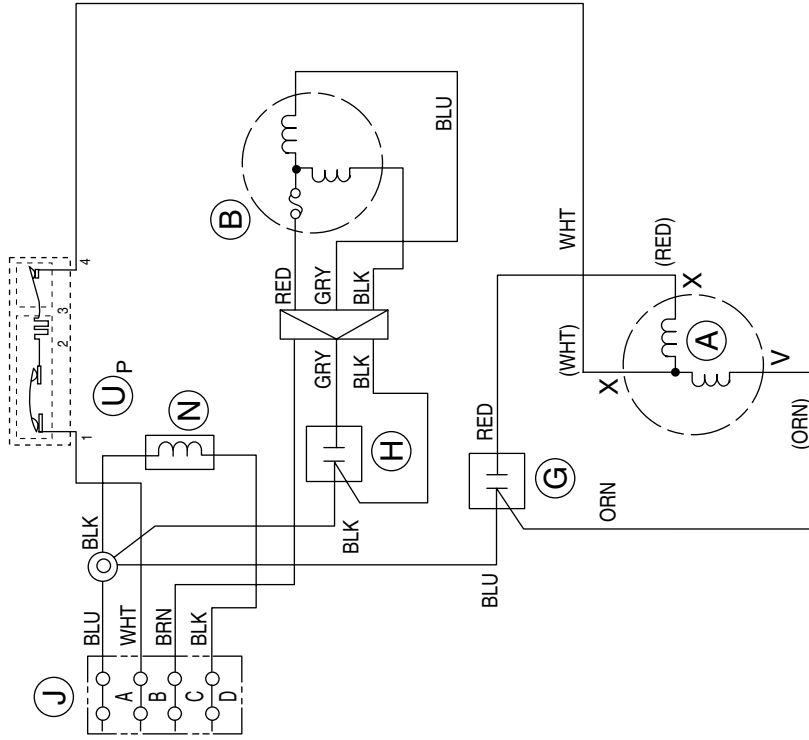 4
3
2
1
U
P
N
B
BLU
RED
GRY
BLK
GRY
BLK
H
BLK
BLK
J
BLU
WHT
BRN
BLK
A
B
C
D
WHT
(WHT)
(RED)
X
X
A
V
(ORN)
RED
G
ORN
BLU